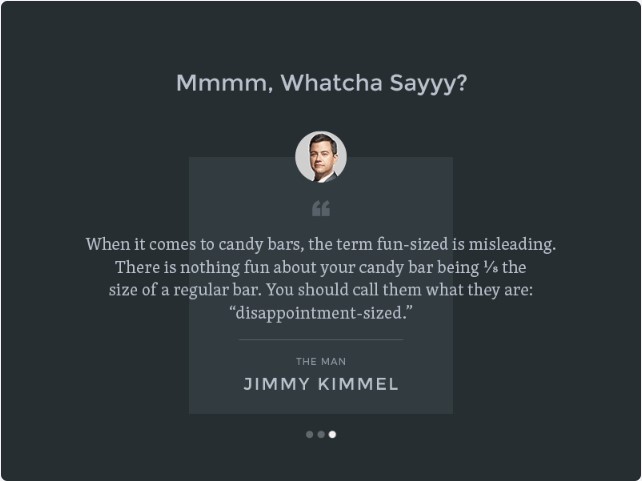 Mmmm, Whatcha Sayyy?
“
When it comes to candy bars, the term fun-sized is misleading.
There is nothing fun about your candy bar being ⅛ the
size of a regular bar. You should call them what they are:
“disappointment-sized.”
THE MAN
JIMMY KIMMEL